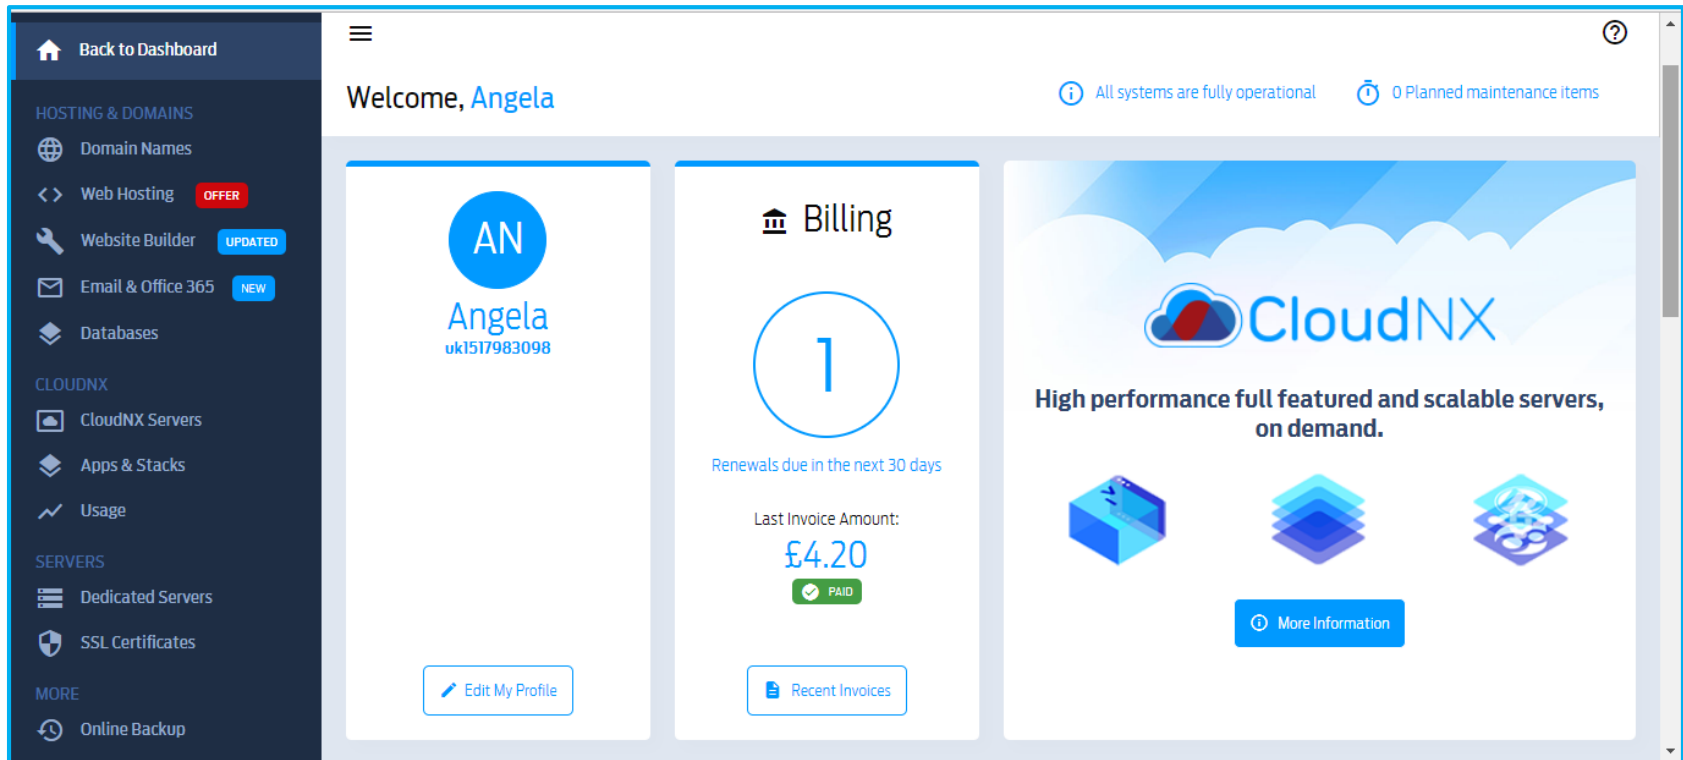 Back to Dashboard
HOSTING & DOMAINS
Domain Names
Web Hosting OFFER
Website Builder UPDATED
Email & Office 365 NEW
Databases
CLOUDNX
CloudNX Servers
Apps & Stacks
Usage
SERVERS
Dedicated Servers
SSL Certificates
MORE
Online Backup
Welcome, Angela
All systems are fully operational
0 Planned maintenance items
AN
Angela
uk1517983098
Edit My Profile
Billing
1
Renewals due in the next 30 days
Last Invoice Amount:
£4.20
PAID
Recent Invoices
CloudNX
High performance full featured and scalable servers,
on demand.
More Information